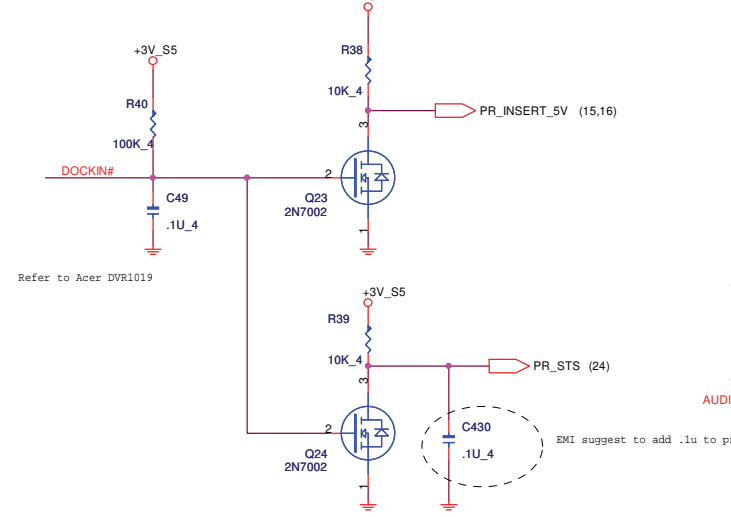 R38
10K_4
PR_INSERT_5V (15,16)
3
+3V_S5
R40
100K_4
DOCKIN#
2
C49
.1U_4
Q23
2N7002
1
Refer to Acer DVR1019
+3V_S5
R39
10K_4
PR_STS (24)
3
2
Q24
2N7002
1
C430
.1U_4
EMI suggest to add .1u to
AUDI